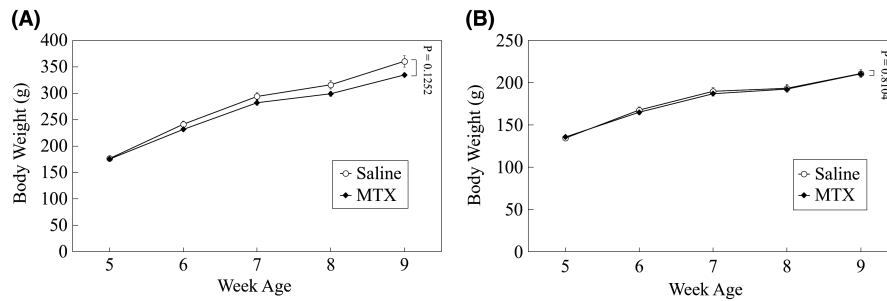 (A)
400
350
300
250
200
150
100
50
0
Body Weight (g)
P = 0.1252
Saline
MTX
5 6 7 8 9
Week Age
(B)
250
200
150
100
50
0
Body Weight (g)
P = 0.8104
Saline
MTX
5 6 7 8 9
Week Age